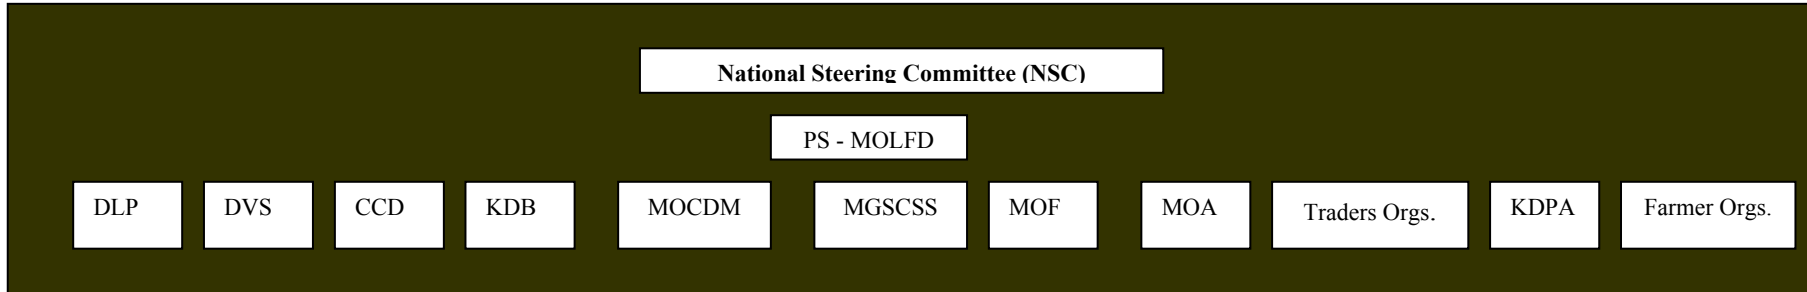 National Steering Committee (NSC)
PS - MOLFD
DLP
DVS
CCD
KDB
MOCDM
MGSCSS
MOF
MOA
Traders Orgs.
KDPA
Farmer Orgs.